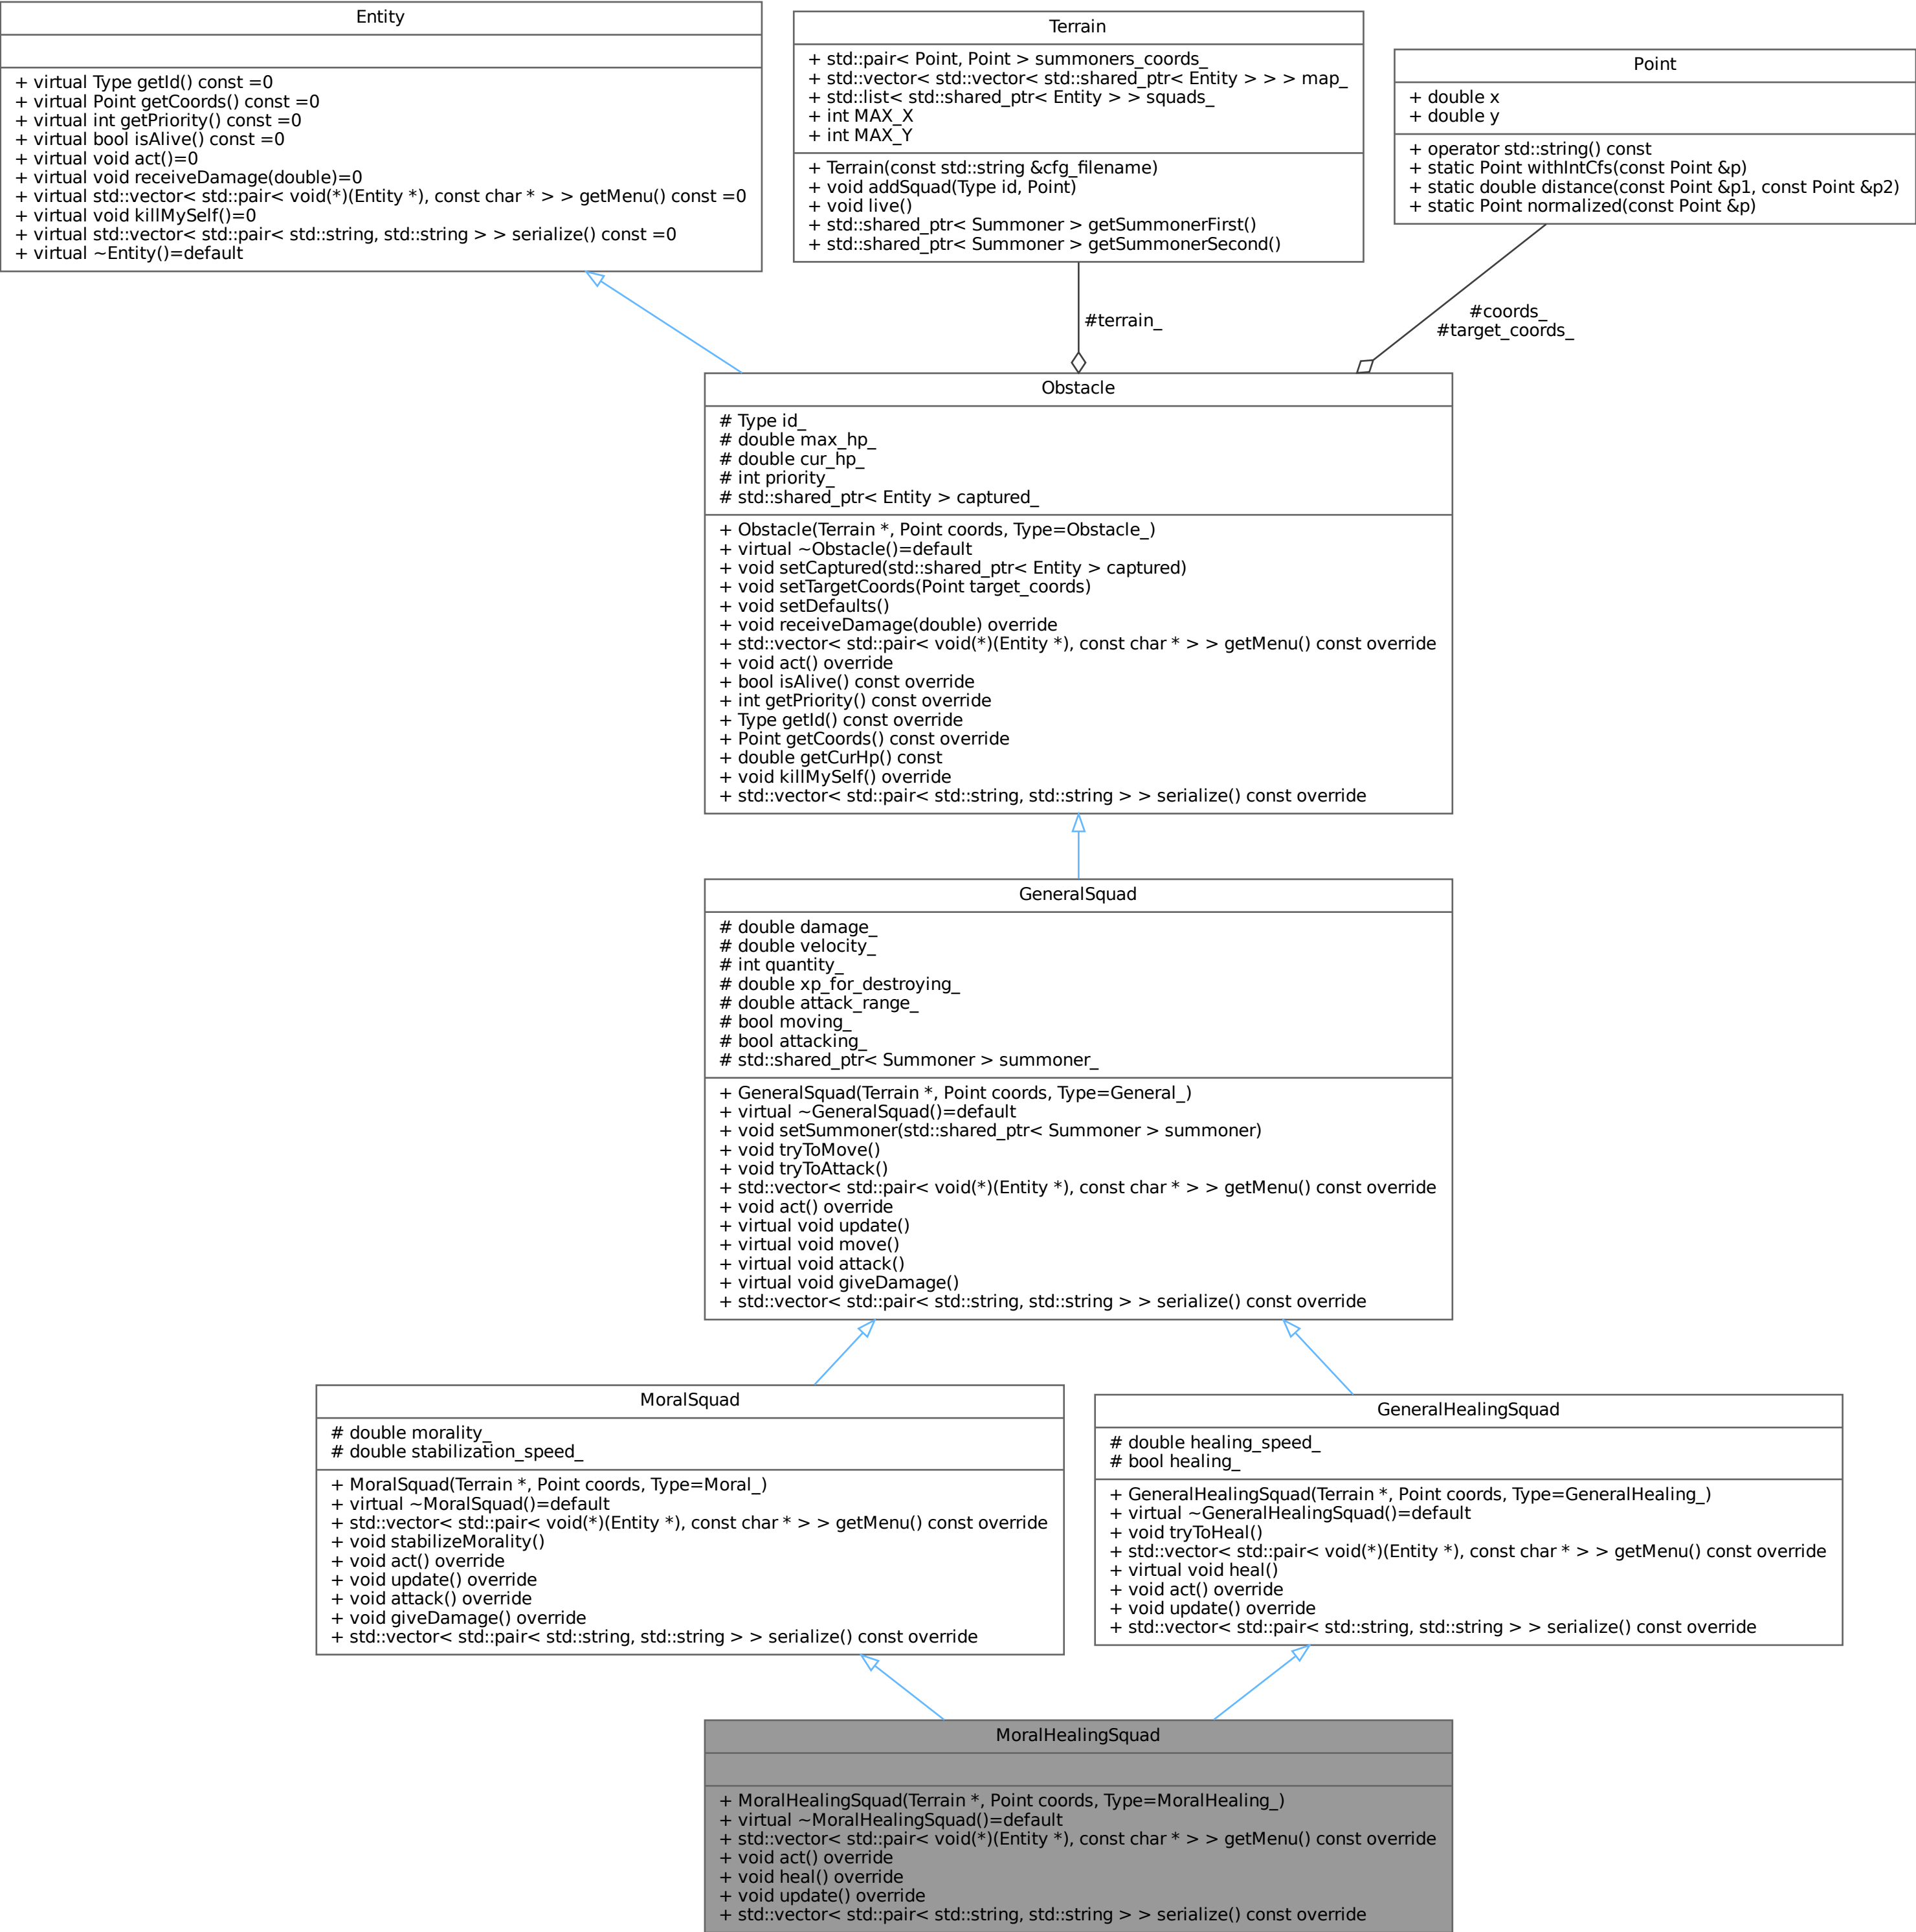 Entity
+ virtual Type getId() const =0
+ virtual Point getCoords() const =0
+ virtual int getPriority() const =0
+ virtual bool isAlive() const =0
+ virtual void act()=0
+ virtual void receiveDamage(double)=0
+ virtual std::vector< std::pair< void(*)(Entity *), const char * > > getMenu() const =0
+ virtual void killMySelf()=0
+ virtual std::vector< std::pair< std::string, std::string > > serialize() const =0
+ virtual ~Entity()=default
Terrain
+ std::pair< Point, Point > summoners_coords_
+ std::vector< std::vector< std::shared_ptr< Entity > > > map_
+ std::list< std::shared_ptr< Entity > > squads_
+ int MAX_X
+ int MAX_Y
+ Terrain(const std::string &cfg_filename)
+ void addSquad(Type id, Point)
+ void live()
+ std::shared_ptr< Summoner > getSummonerFirst()
+ std::shared_ptr< Summoner > getSummonerSecond()
Point
+ double x
+ double y
+ operator std::string() const
+ static Point withIntCfs(const Point &p)
+ static double distance(const Point &p1, const Point &p2)
+ static Point normalized(const Point &p)
#terrain_
#coords_
#target_coords_
Obstacle
# Type id_
# double max_hp_
# double cur_hp_
# int priority_
# std::shared_ptr< Entity > captured_
+ Obstacle(Terrain *, Point coords, Type=Obstacle_)
+ virtual ~Obstacle()=default
+ void setCaptured(std::shared_ptr< Entity > captured)
+ void setTargetCoords(Point target_coords)
+ void setDefaults()
+ void receiveDamage(double) override
+ std::vector< std::pair< void(*)(Entity *), const char * > > getMenu() const override
+ void act() override
+ bool isAlive() const override
+ int getPriority() const override
+ Type getId() const override
+ Point getCoords() const override
+ double getCurHp() const
+ void killMySelf() override
+ std::vector< std::pair< std::string, std::string > > serialize() const override
GeneralSquad
# double damage_
# double velocity_
# int quantity_
# double xp_for_destroying_
# double attack_range_
# bool moving_
# bool attacking_
# std::shared_ptr< Summoner > summoner_
+ GeneralSquad(Terrain *, Point coords, Type=General_)
+ virtual ~GeneralSquad()=default
+ void setSummoner(std::shared_ptr< Summoner > summoner)
+ void tryToMove()
+ void tryToAttack()
+ std::vector< std::pair< void(*)(Entity *), const char * > > getMenu() const override
+ void act() override
+ virtual void update()
+ virtual void move()
+ virtual void attack()
+ virtual void giveDamage()
+ std::vector< std::pair< std::string, std::string > > serialize() const override
MoralSquad
# double morality_
# double stabilization_speed_
+ MoralSquad(Terrain *, Point coords, Type=Moral_)
+ virtual ~MoralSquad()=default
+ std::vector< std::pair< void(*)(Entity *), const char * > > getMenu() const override
+ void stabilizeMorality()
+ void act() override
+ void update() override
+ void attack() override
+ void giveDamage() override
+ std::vector< std::pair< std::string, std::string > > serialize() const override
GeneralHealingSquad
# double healing_speed_
# bool healing_
+ GeneralHealingSquad(Terrain *, Point coords, Type=GeneralHealing_)
+ virtual ~GeneralHealingSquad()=default
+ void tryToHeal()
+ std::vector< std::pair< void(*)(Entity *), const char * > > getMenu() const override
+ virtual void heal()
+ void act() override
+ void update() override
+ std::vector< std::pair< std::string, std::string > > serialize() const override
MoralHealingSquad
+ MoralHealingSquad(Terrain *, Point coords, Type=MoralHealing_)
+ virtual ~MoralHealingSquad()=default
+ std::vector< std::pair< void(*)(Entity *), const char * > > getMenu() const override
+ void act() override
+ void heal() override
+ void update() override
+ std::vector< std::pair< std::string, std::string > > serialize() const override